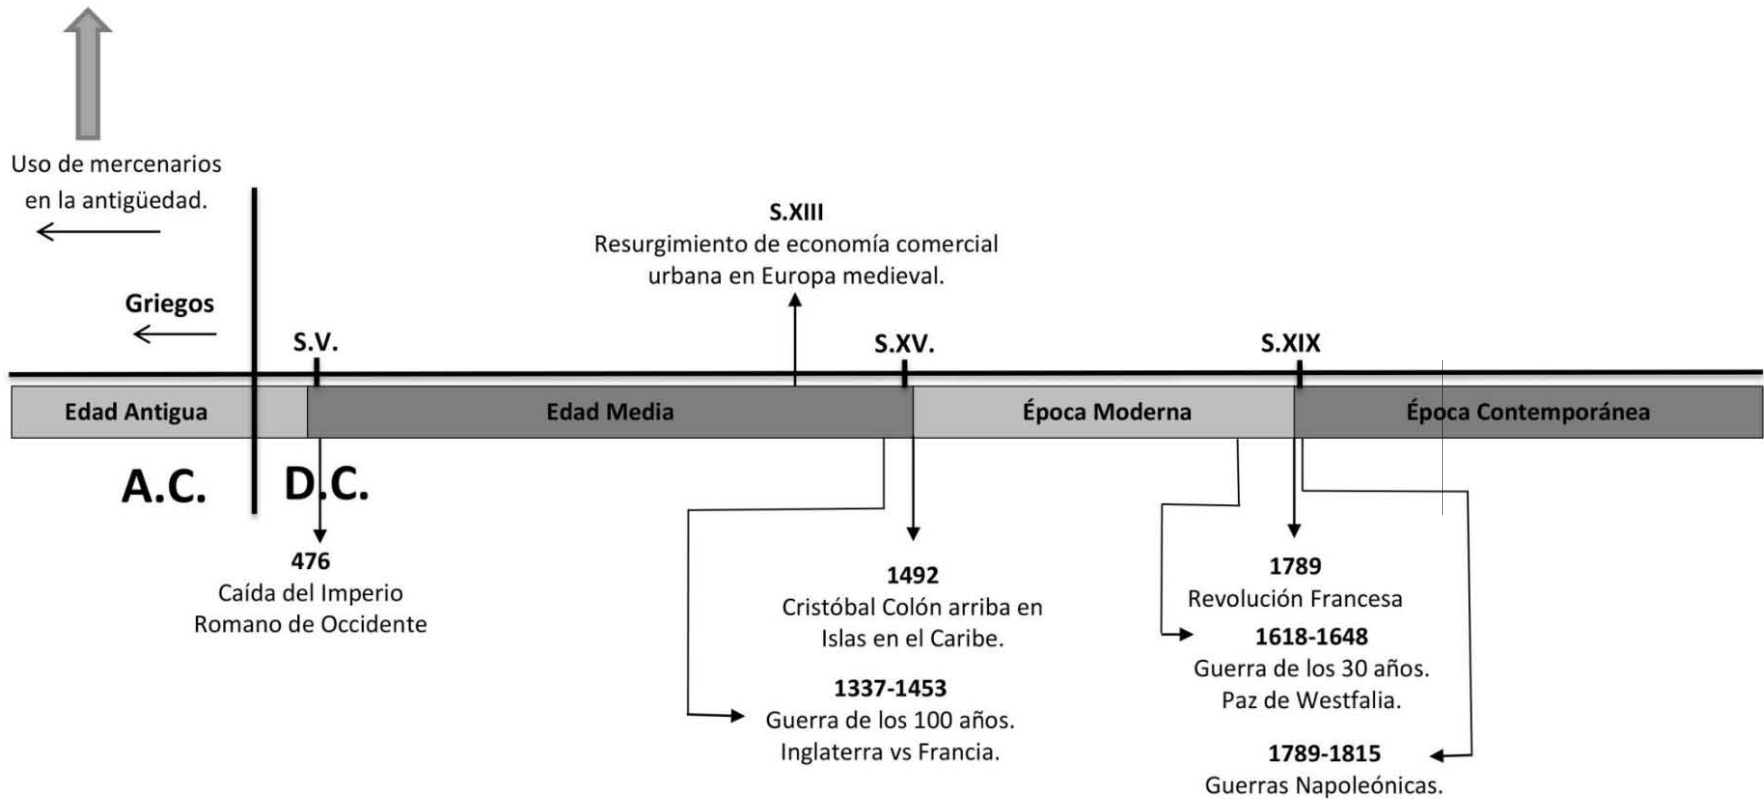 Uso de mercenarios
en la antigüedad.
Griegos
S.XIII
Resurgimiento de economía comercial
urbana en Europa medieval.
S.V.
S.XV.
S.XIX
Edad Antigua
Edad Media
Época Moderna
Época Contemporánea
A.C.
D.C.
476
Caída del Imperio
Romano de Occidente
1492
Cristóbal Colón arriba en
Islas en el Caribe.
1337-1453
Guerra de los 100 años.
Inglaterra vs Francia.
1789
Revolución Francesa
1618-1648
Guerra de los 30 años.
Paz de Westfalia.
1789-1815
Guerras Napoleónicas.